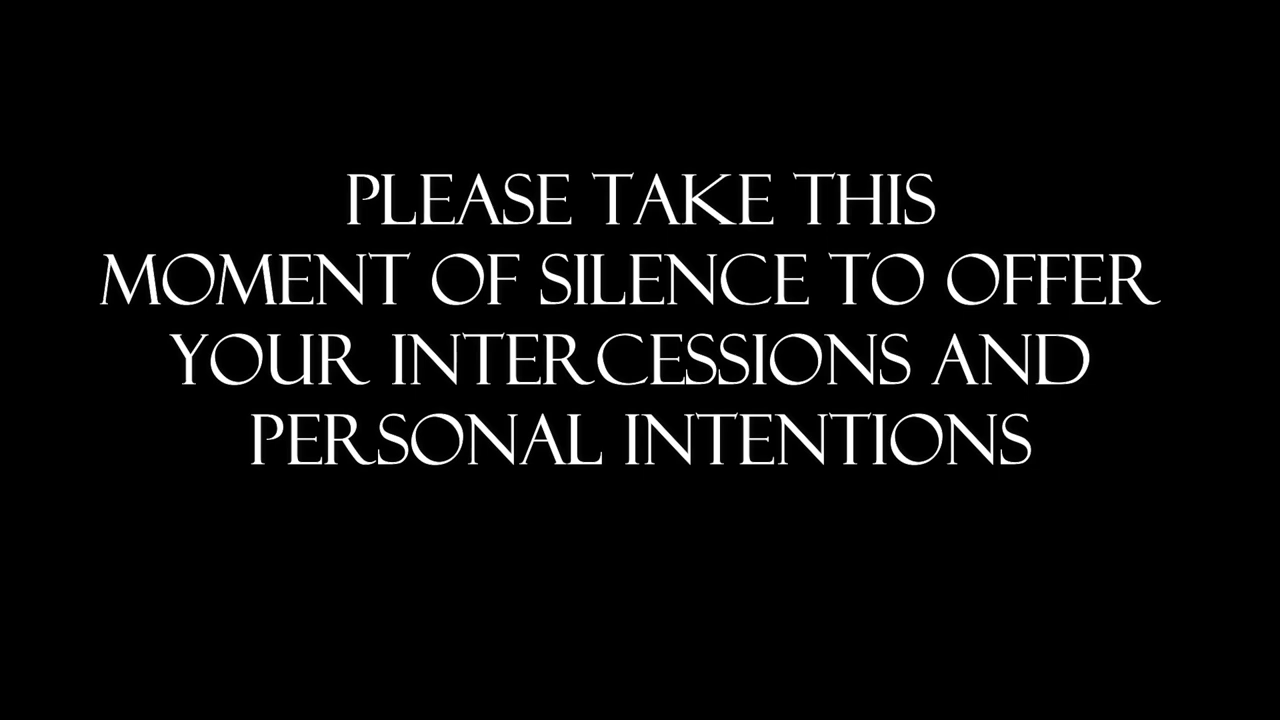 PLEASE TAKE THIS
MOMENT OF SILENCE TO OFFER
YOUR INTERCESSIONS AND
PERSONAL INTENTIONS